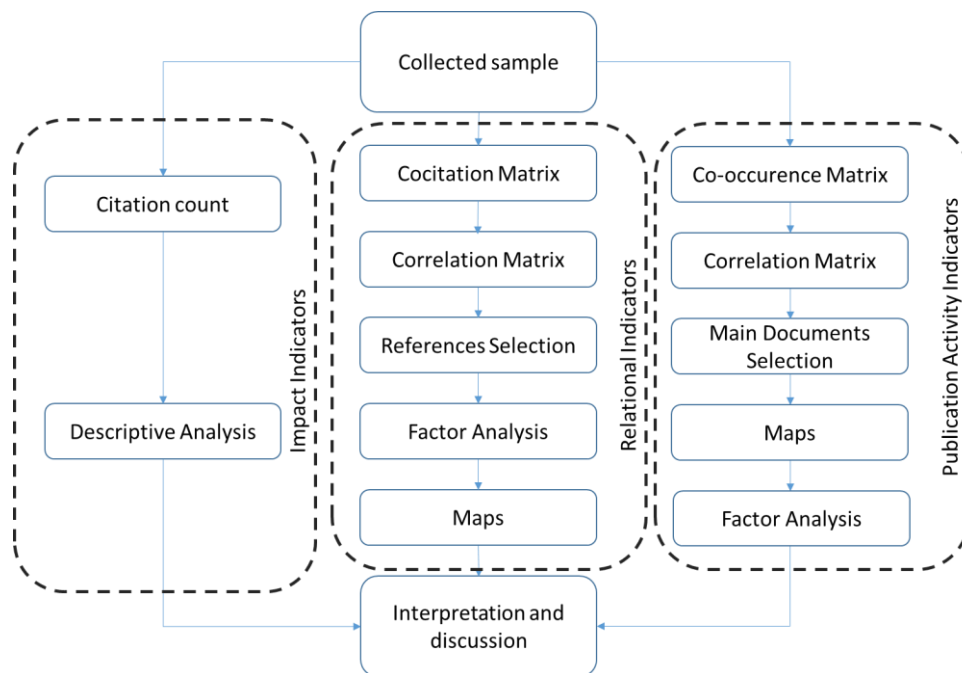 Collected sample
Citation count
Descriptive Analysis
Impact Indicators
Cocitation Matrix
Correlation Matrix
References Selection
Factor Analysis
Maps
Relational Indicators
Co-occurence Matrix
Correlation Matrix
Main Documents
Selection
Maps
Factor Analysis
Publication Activity Indicators
Interpretation and
discussion